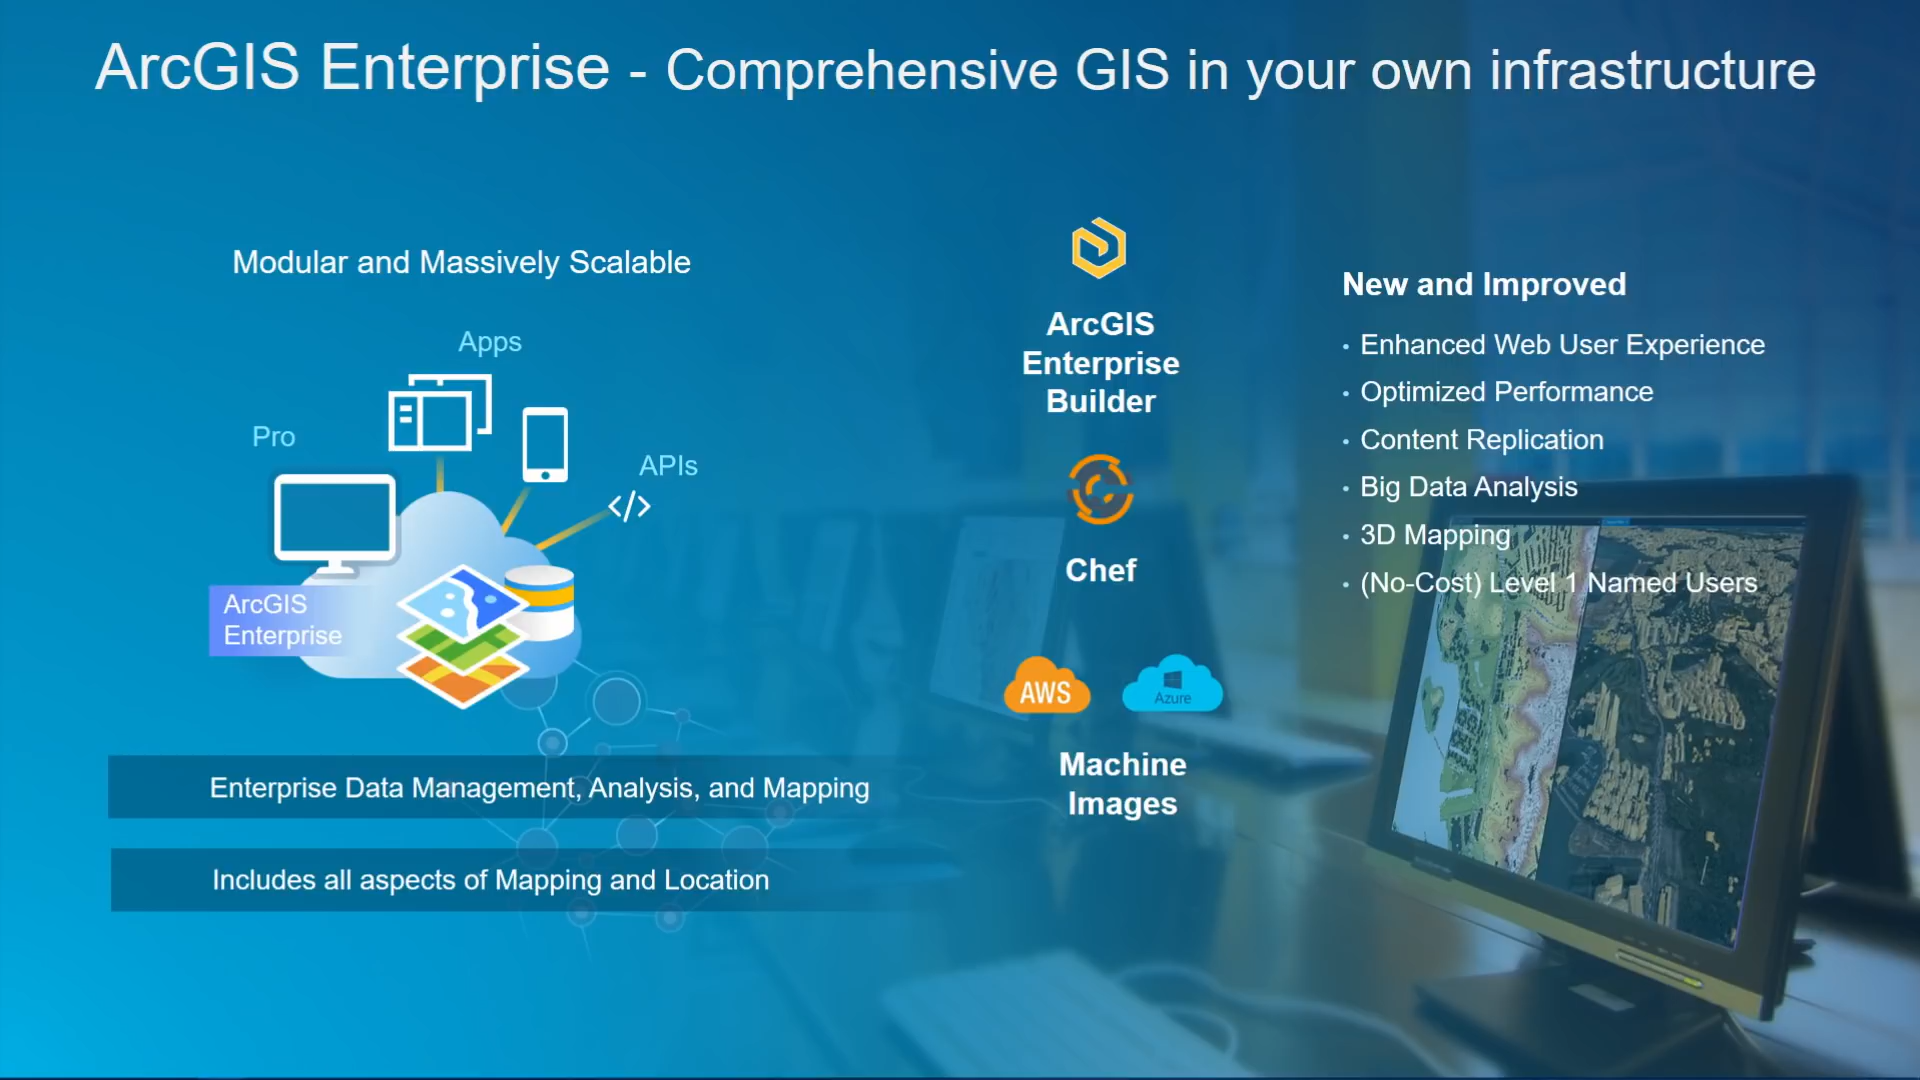 ArcGIS Enterprise - Comprehensive GIS in your own infrastructure
Modular and Massively Scalable
Apps
Pro
APIs
</>
ArcGIS
Enterprise
Enterprise Data Management, Analysis, and Mapping
Includes all aspects of Mapping and Location
ArcGIS
Enterprise
Builder
Chef
AWS
Azure
Machine
Images
New and Improved
• Enhanced Web User Experience
• Optimized Performance
• Content Replication
• Big Data Analysis
• 3D Mapping
• (No-Cost) Level 1 Named Users